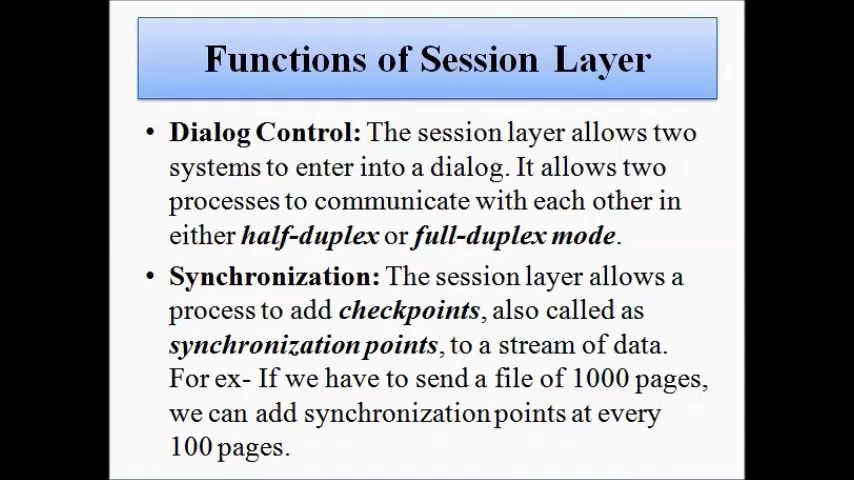 Functions of Session Layer
• Dialog Control: The session layer allows two
systems to enter into a dialog. It allows two
processes to communicate with each other in
either half-duplex or full-duplex mode.
• Synchronization: The session layer allows a
process to add checkpoints, also called as
synchronization points, to a stream of data.
For ex- If we have to send a file of 1000 pages,
we can add synchronization points at every
100 pages.